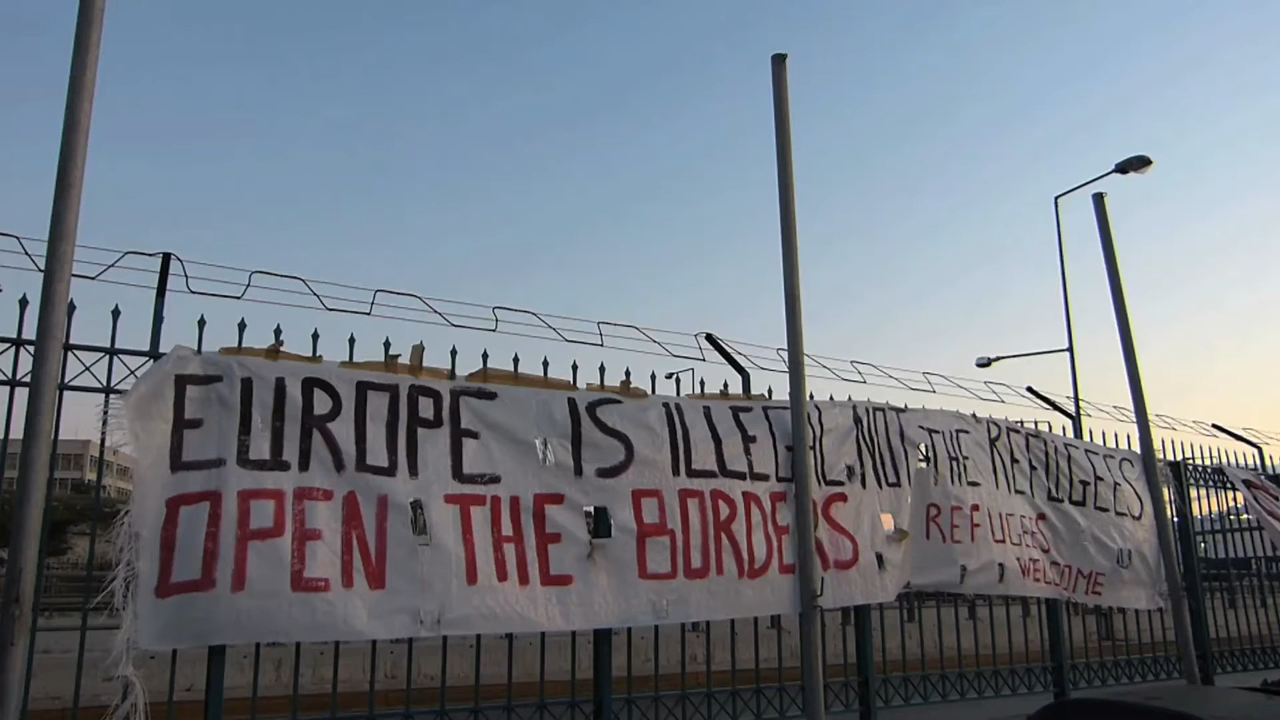 EUROPE IS ILLEGAL NOT THE REFUGEES
OPEN THE BORDERS
REFUGEES
WELCOME